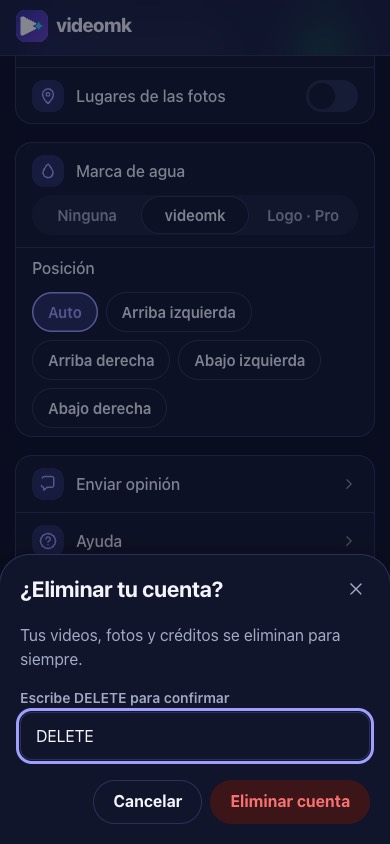 videomk
Lugares de las fotos
Marca de agua
Ninguna videomk Logo · Pro
Posición
Auto Arriba izquierda
Arriba derecha Abajo izquierda
Abajo derecha
Enviar opinión
Ayuda
¿Eliminar tu cuenta?
Tus videos, fotos y créditos se eliminan para
siempre.
Escribe DELETE para confirmar
DELETE
Cancelar Eliminar cuenta